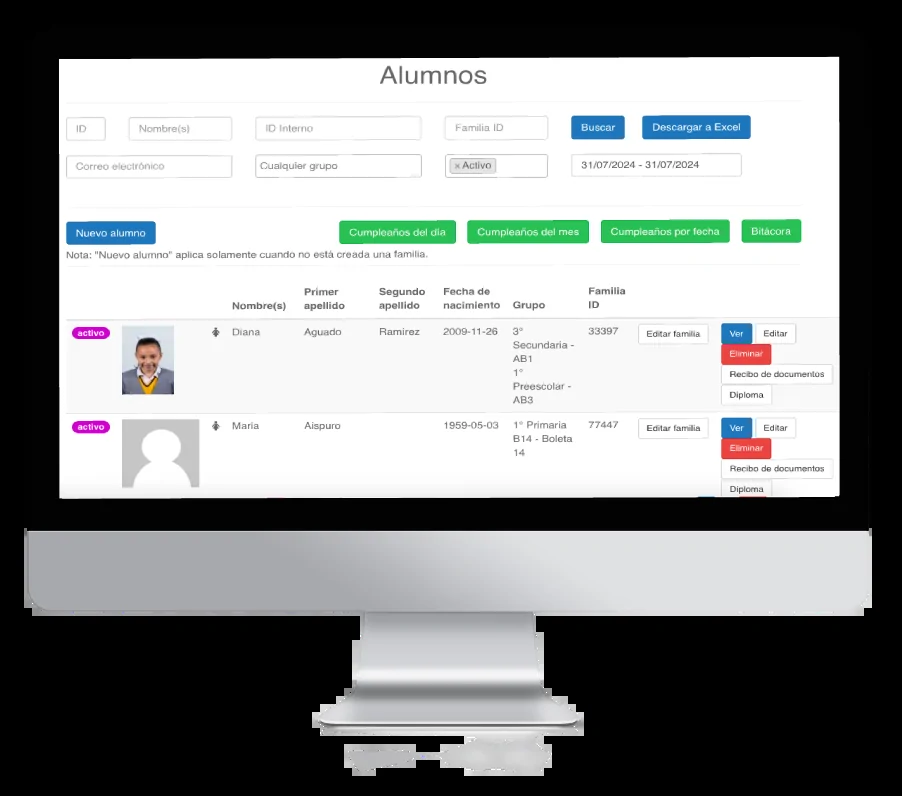 Alumnos
ID
Nombre(s)
ID Interno
Familia ID
Buscar
Descargar a Excel
Correo electrónico
Cualquier grupo
× Activo
31/07/2024 - 31/07/2024
Nuevo alumno
Cumpleaños del día
Cumpleaños del mes
Cumpleaños por fecha
Bitácora
Nota: "Nuevo alumno" aplica solamente cuando no está creada una familia.
Nombre(s)
Primer
apellido
Segundo
apellido
Fecha de
nacimiento
Grupo
Familia
ID
activo
Diana
Aguado
Ramirez
2009-11-26
3°
Secundaria -
AB1
1°
Preescolar -
AB3
33397
Editar familia
Ver
Editar
Eliminar
Recibo de documentos
Diploma
activo
Maria
Aispuro
1959-05-03
1° Primaria
B14 - Boleta
14
77447
Editar familia
Ver
Editar
Eliminar
Recibo de documentos
Diploma